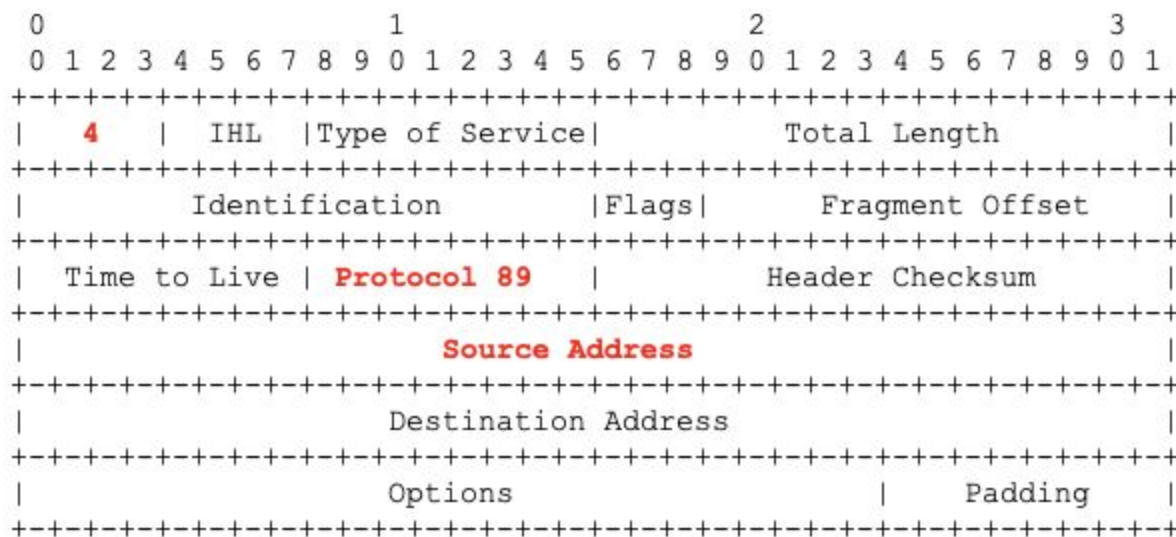 0                   1                   2                   3
 0 1 2 3 4 5 6 7 8 9 0 1 2 3 4 5 6 7 8 9 0 1 2 3 4 5 6 7 8 9 0 1
+-+-+-+-+-+-+-+-+-+-+-+-+-+-+-+-+-+-+-+-+-+-+-+-+-+-+-+-+-+-+-+-+
|   4   |  IHL  |Type of Service|          Total Length         |
+-+-+-+-+-+-+-+-+-+-+-+-+-+-+-+-+-+-+-+-+-+-+-+-+-+-+-+-+-+-+-+-+
|         Identification        |Flags|      Fragment Offset    |
+-+-+-+-+-+-+-+-+-+-+-+-+-+-+-+-+-+-+-+-+-+-+-+-+-+-+-+-+-+-+-+-+
|  Time to Live | Protocol 89   |         Header Checksum       |
+-+-+-+-+-+-+-+-+-+-+-+-+-+-+-+-+-+-+-+-+-+-+-+-+-+-+-+-+-+-+-+-+
|                       Source Address                          |
+-+-+-+-+-+-+-+-+-+-+-+-+-+-+-+-+-+-+-+-+-+-+-+-+-+-+-+-+-+-+-+-+
|                    Destination Address                        |
+-+-+-+-+-+-+-+-+-+-+-+-+-+-+-+-+-+-+-+-+-+-+-+-+-+-+-+-+-+-+-+-+
|                    Options                    |    Padding    |
+-+-+-+-+-+-+-+-+-+-+-+-+-+-+-+-+-+-+-+-+-+-+-+-+-+-+-+-+-+-+-+-+